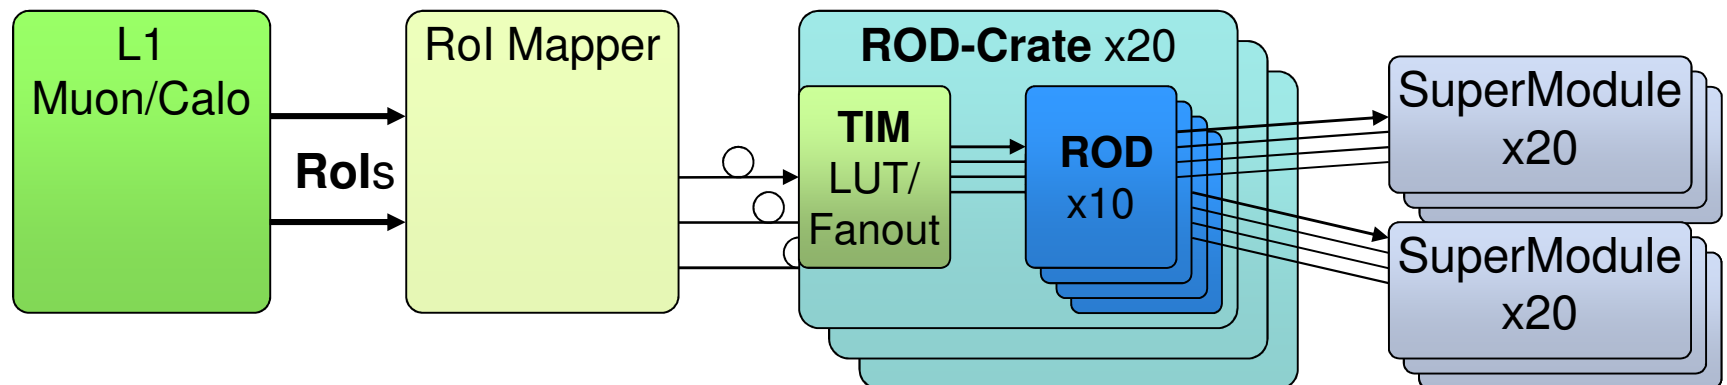 L1
Muon/Calo
RoIs
RoI Mapper
ROD-Crate x20
TIM
LUT/
Fanout
ROD
x10
SuperModule
x20
SuperModule
x20